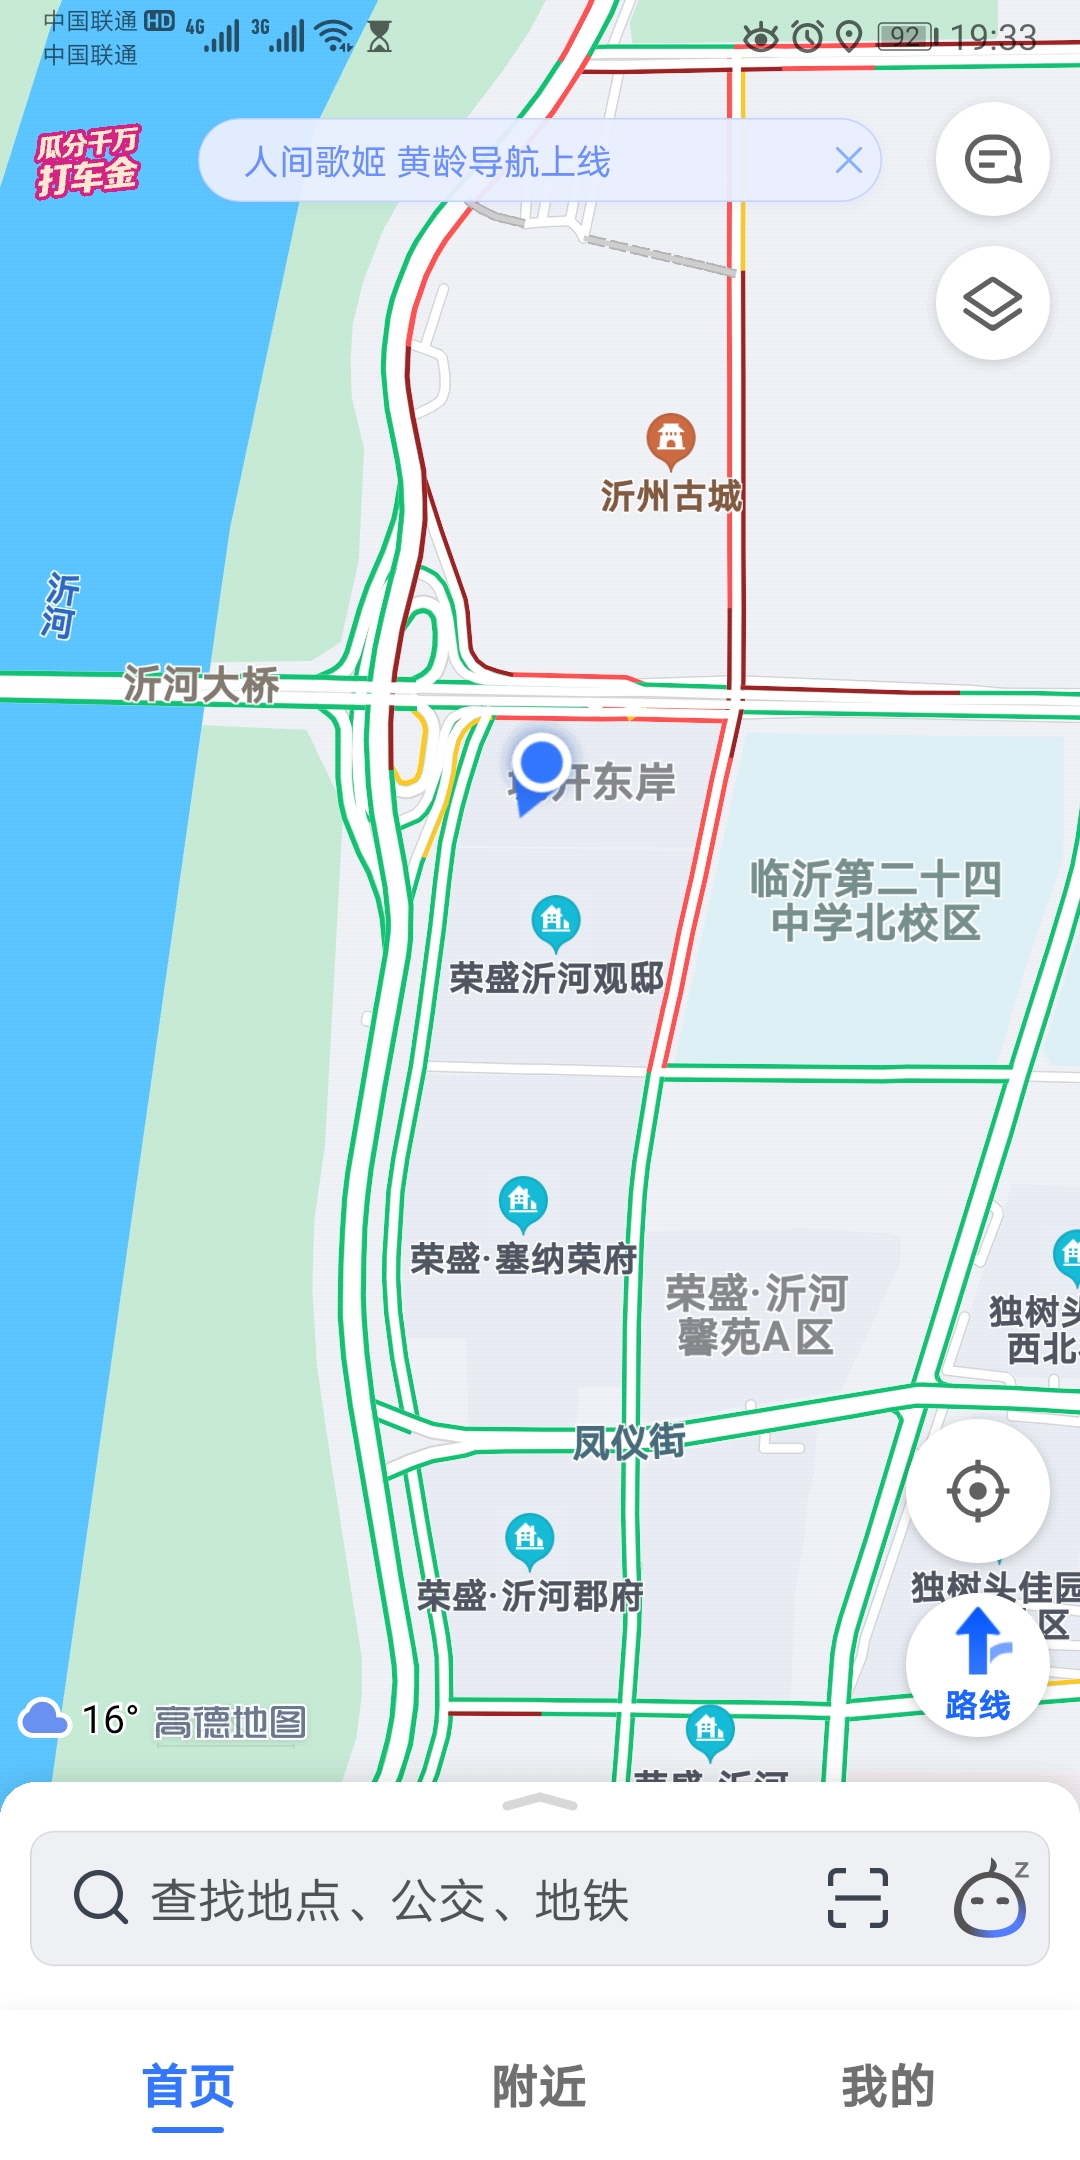 中国联通 HD 4G 3G 92 19:33
中国联通
瓜分千万
打车金
人间歌姬 黄龄导航上线
沂州古城
沂河
沂河大桥
开东岸
临沂第二十四
中学北校区
荣盛沂河观邸
荣盛·塞纳荣府
荣盛·沂河
馨苑A区
独树头
西北
凤仪街
荣盛·沂河郡府
独树头佳园
区
路线
16° 高德地图
荣盛·沂河
查找地点、公交、地铁
z
首页 附近 我的